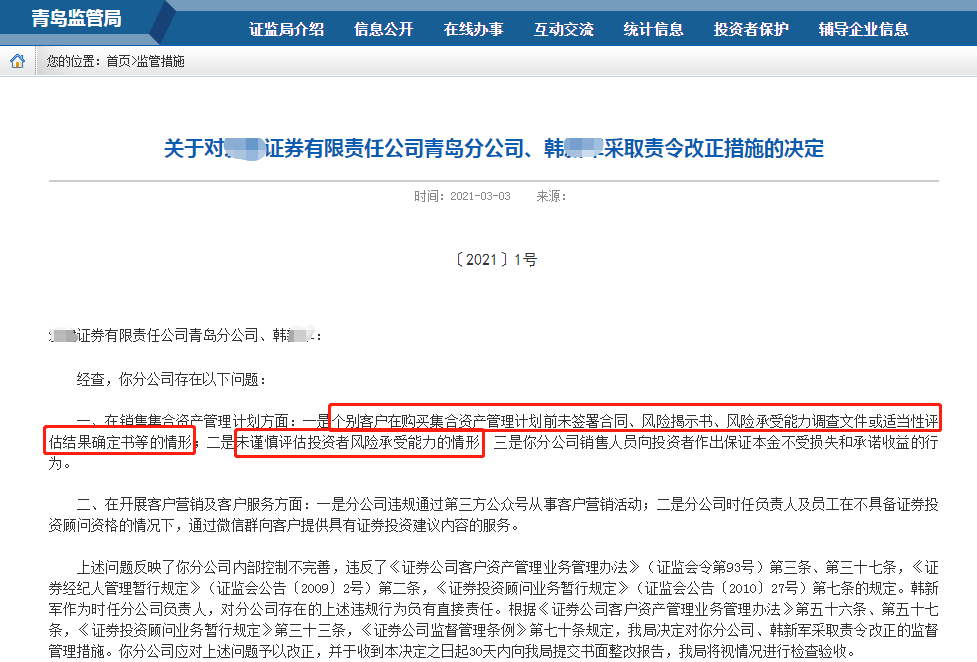 青岛监管局
证监局介绍 信息公开 在线办事 互动交流 统计信息 投资者保护 辅导企业信息
您的位置：首页>监管措施
关于对 证券有限责任公司青岛分公司、韩 采取责令改正措施的决定
时间：2021-03-03 来源：
〔2021〕1号
证券有限责任公司青岛分公司、韩 ：
经查，你分公司存在以下问题：
一、在销售集合资产管理计划方面：一是个别客户在购买集合资产管理计划前未签署合同、风险揭示书、风险承受能力调查文件或适当性评
估结果确定书等的情形；二是未谨慎评估投资者风险承受能力的情形 三是你分公司销售人员向投资者作出保证本金不受损失和承诺收益的行
为。
二、在开展客户营销及客户服务方面：一是分公司违规通过第三方公众号从事客户营销活动；二是分公司时任负责人及员工在不具备证券投
资顾问资格的情况下，通过微信群向客户提供具有证券投资建议内容的服务。
上述问题反映了你分公司内部控制不完善，违反了《证券公司客户资产管理业务管理办法》（证监会令第93号）第三条、第三十七条，《证
券经纪人管理暂行规定》（证监会公告〔2009〕2号）第二条，《证券投资顾问业务暂行规定》（证监会公告〔2010〕27号）第七条的规定。韩新
军作为时任分公司负责人，对分公司存在的上述违规行为负有直接责任。根据《证券公司客户资产管理业务管理办法》第五十六条、第五十七
条，《证券投资顾问业务暂行规定》第三十三条，《证券公司监督管理条例》第七十条规定，我局决定对你分公司、韩新军采取责令改正的监督
管理措施。你分公司应对上述问题予以改正，并于收到本决定之日起30天内向我局提交书面整改报告，我局将视情况进行检查验收。